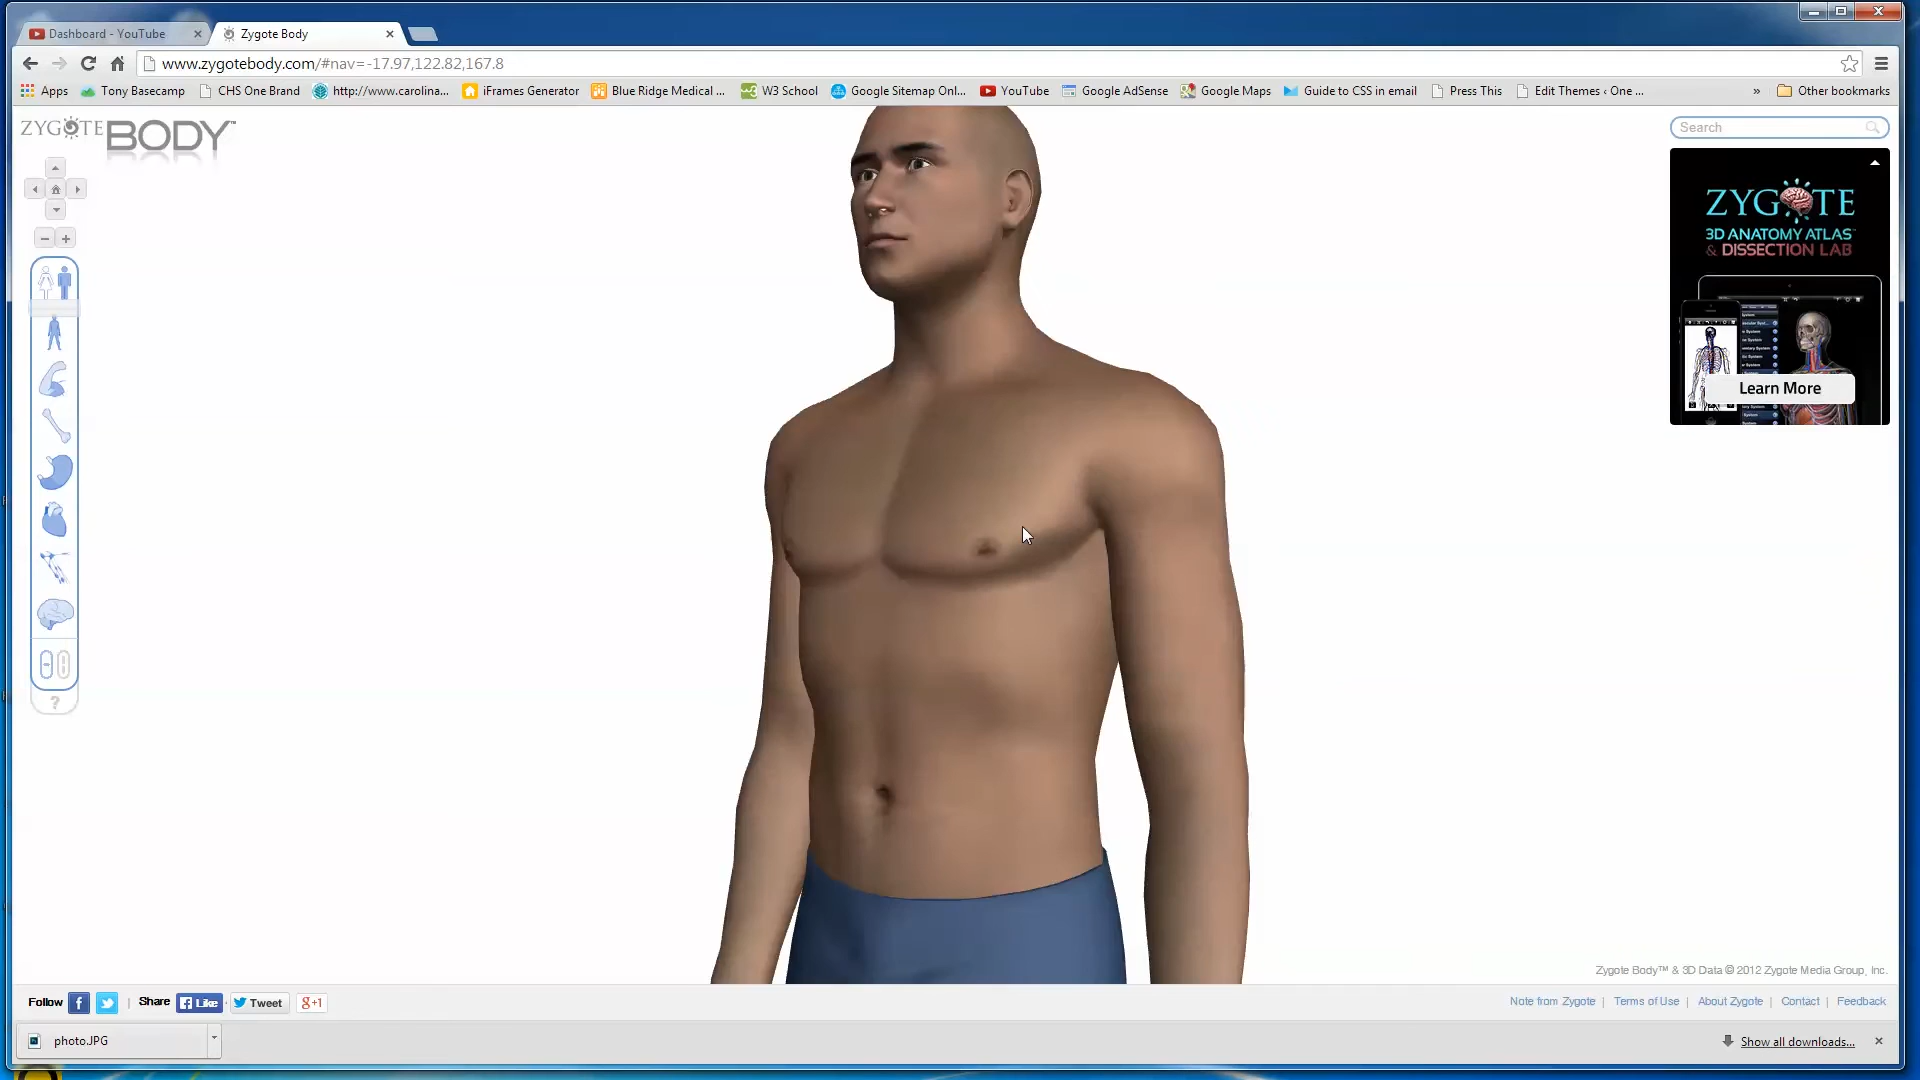 Dashboard - YouTube
Zygote Body
www.zygotebody.com/#nav=-17.97,122.82,167.8
Apps
Tony Basecamp
CHS One Brand
http://www.carolina...
iFrames Generator
Blue Ridge Medical ...
W3 School
Google Sitemap Onl...
YouTube
Google AdSense
Google Maps
Guide to CSS in email
Press This
Edit Themes ‹ One ...
»
Other bookmarks
ZYGOTE BODY™
Search
ZYGOTE
3D ANATOMY ATLAS™
& DISSECTION LAB
Learn More
?
Zygote Body™ & 3D Data © 2012 Zygote Media Group, Inc.
Follow
Share
Like
Tweet
g+1
Note from Zygote | Terms of Use | About Zygote | Contact | Feedback
photo.JPG
Show all downloads...